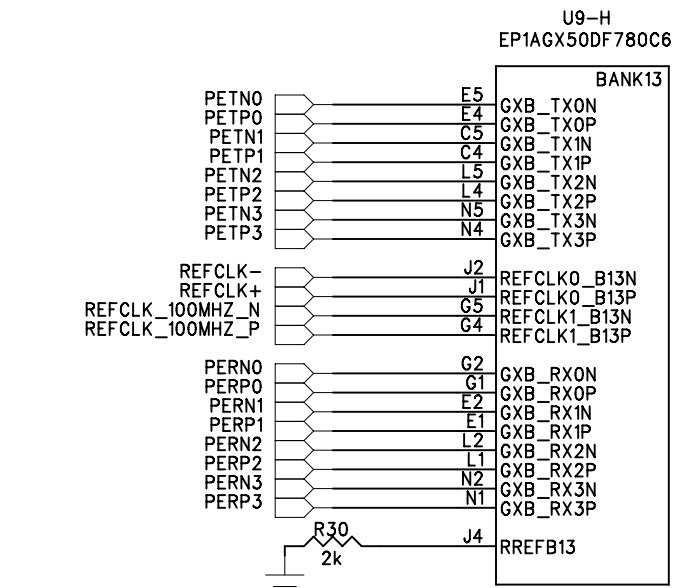 U9-H
EP1AGX50DF780C6
BANK13
PETN0 E5 GXB_TX0N
PETP0 E4 GXB_TX0P
PETN1 C5 GXB_TX1N
PETP1 C4 GXB_TX1P
PETN2 L5 GXB_TX2N
PETP2 L4 GXB_TX2P
PETN3 N5 GXB_TX3N
PETP3 N4 GXB_TX3P
REFCLK- J2 REFCLK0_B13N
REFCLK+ J1 REFCLK0_B13P
REFCLK_100MHZ_N G5 REFCLK1_B13N
REFCLK_100MHZ_P G4 REFCLK1_B13P
PERN0 G2 GXB_RX0N
PERP0 G1 GXB_RX0P
PERN1 E2 GXB_RX1N
PERP1 E1 GXB_RX1P
PERN2 L2 GXB_RX2N
PERP2 L1 GXB_RX2P
PERN3 N2 GXB_RX3N
PERP3 N1 GXB_RX3P
R30 J4 RREFB13
2k